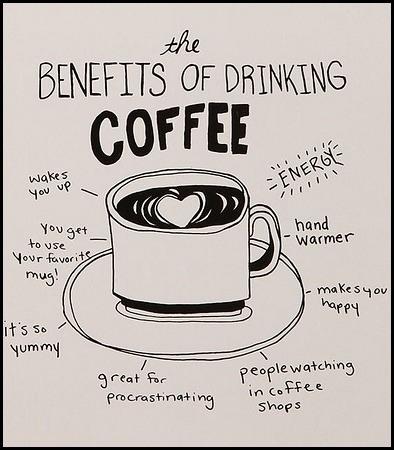 the
BENEFITS OF DRINKING
COFFEE
ENERGY
wakes
you up
hand
warmer
you get
to use
your favorite
mug!
makes you
happy
it's so
yummy
great for
procrastinating
people watching
in coffee
shops